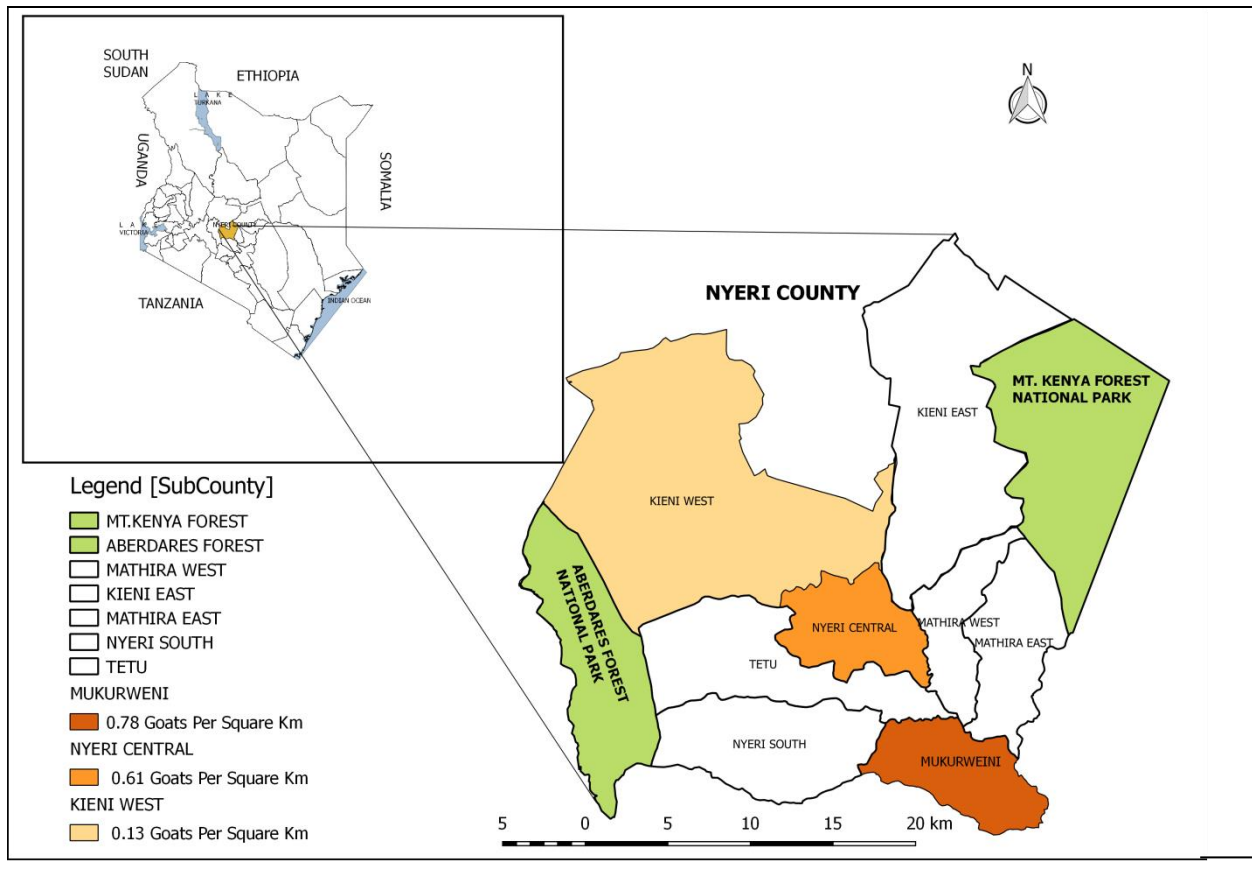 SOUTH
SUDAN
ETHIOPIA
L A K E
TURKANA
UGANDA
SOMALIA
L A K E
VICTORIA
NYERI COUNTY
TANZANIA
INDIAN OCEAN
N
NYERI COUNTY
MT. KENYA FOREST
NATIONAL PARK
KIENI EAST
KIENI WEST
ABERDARES FOREST
NATIONAL PARK
NYERI CENTRAL
MATHIRA WEST
MATHIRA EAST
TETU
NYERI SOUTH
MUKURWEINI
Legend [SubCounty]
MT.KENYA FOREST
ABERDARES FOREST
MATHIRA WEST
KIENI EAST
MATHIRA EAST
NYERI SOUTH
TETU
MUKURWENI
0.78 Goats Per Square Km
NYERI CENTRAL
0.61 Goats Per Square Km
KIENI WEST
0.13 Goats Per Square Km
5 0 5 10 15 20 km